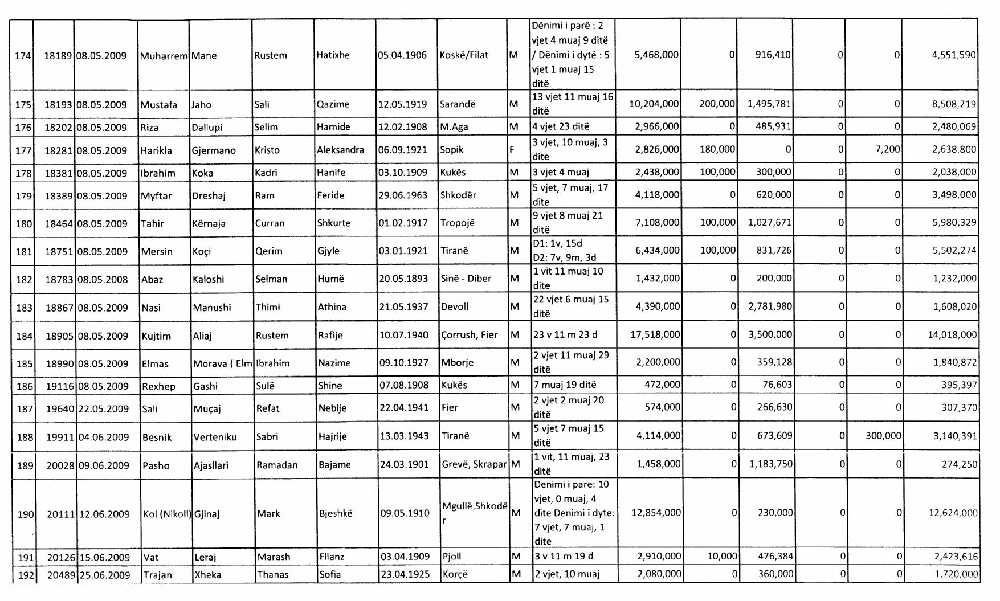 174 18189 08.05.2009 Muharrem Mane Rustem Hatixhe 05.04.1906 Koskë/Filat M Dënimi i parë : 2
vjet 4 muaj 9 ditë
/ Dënimi i dytë : 5
vjet 1 muaj 15
ditë 5,468,000 0 916,410 0 0 4,551,590
175 18193 08.05.2009 Mustafa Jaho Sali Qazime 12.05.1919 Sarandë M 13 vjet 11 muaj 16
ditë 10,204,000 200,000 1,495,781 0 0 8,508,219
176 18202 08.05.2009 Riza Dallupi Selim Hamide 12.02.1908 M.Aga M 4 vjet 23 ditë 2,966,000 0 485,931 0 0 2,480,069
177 18281 08.05.2009 Harikla Gjermano Kristo Aleksandra 06.09.1921 Sopik F 3 vjet, 10 muaj, 3
dite 2,826,000 180,000 0 0 7,200 2,638,800
178 18381 08.05.2009 Ibrahim Koka Kadri Hanife 03.10.1909 Kukës M 3 vjet 4 muaj 2,438,000 100,000 300,000 0 0 2,038,000
179 18389 08.05.2009 Myftar Dreshaj Ram Feride 29.06.1963 Shkodër M 5 vjet, 7 muaj, 17
dite 4,118,000 0 620,000 0 0 3,498,000
180 18464 08.05.2009 Tahir Kërnaja Curran Shkurte 01.02.1917 Tropojë M 9 vjet 8 muaj 21
ditë 7,108,000 100,000 1,027,671 0 0 5,980,329
181 18751 08.05.2009 Mersin Koçi Qerim Gjyle 03.01.1921 Tiranë M D1: 1v, 15d
D2: 7v, 9m, 3d 6,434,000 100,000 831,726 0 0 5,502,274
182 18783 08.05.2008 Abaz Kaloshi Selman Humë 20.05.1893 Sinë - Diber M 1 vit 11 muaj 10
dite 1,432,000 0 200,000 0 0 1,232,000
183 18867 08.05.2009 Nasi Manushi Thimi Athina 21.05.1937 Devoll M 22 vjet 6 muaj 15
ditë 4,390,000 0 2,781,980 0 0 1,608,020
184 18905 08.05.2009 Kujtim Aliaj Rustem Rafije 10.07.1940 Çorrush, Fier M 23 v 11 m 23 d 17,518,000 0 3,500,000 0 0 14,018,000
185 18990 08.05.2009 Elmas Morava ( Elm Ibrahim Nazime 09.10.1927 Mborje M 2 vjet 11 muaj 29
ditë 2,200,000 0 359,128 0 0 1,840,872
186 19116 08.05.2009 Rexhep Gashi Sulë Shine 07.08.1908 Kukës M 7 muaj 19 ditë 472,000 0 76,603 0 0 395,397
187 19640 22.05.2009 Sali Muçaj Refat Nebije 22.04.1941 Fier M 2 vjet 2 muaj 20
ditë 574,000 0 266,630 0 0 307,370
188 19911 04.06.2009 Besnik Verteniku Sabri Hajrije 13.03.1943 Tiranë M 5 vjet 7 muaj 15
ditë 4,114,000 0 673,609 0 300,000 3,140,391
189 20028 09.06.2009 Pasho Ajasllari Ramadan Bajame 24.03.1901 Grevë, Skrapar M 1 vit, 11 muaj, 23
ditë 1,458,000 0 1,183,750 0 0 274,250
190 20111 12.06.2009 Kol (Nikoll) Gjinaj Mark Bjeshkë 09.05.1910 Mgullë,Shkodë
r M Denimi i pare: 10
vjet, 0 muaj, 4
dite Denimi i dyte:
7 vjet, 7 muaj, 1
dite 12,854,000 0 230,000 0 0 12,624,000
191 20126 15.06.2009 Vat Leraj Marash Fllanz 03.04.1909 Pjoll M 3 v 11 m 19 d 2,910,000 10,000 476,384 0 0 2,423,616
192 20489 25.06.2009 Trajan Xheka Thanas Sofia 23.04.1925 Korçë M 2 vjet, 10 muaj 2,080,000 0 360,000 0 0 1,720,000